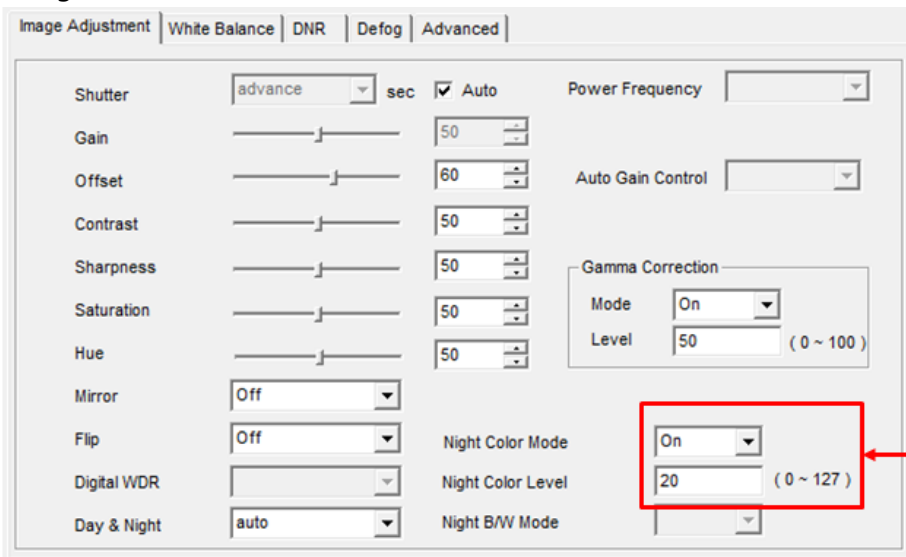 Image Adjustment White Balance DNR Defog Advanced
Shutter advance sec Auto Power Frequency
Gain 50
Offset 60 Auto Gain Control
Contrast 50
Sharpness 50 Gamma Correction
Saturation 50 Mode On
Hue 50 Level 50 ( 0 ~ 100 )
Mirror Off
Flip Off Night Color Mode On
Digital WDR Night Color Level 20 ( 0 ~ 127 )
Day & Night auto Night B/W Mode